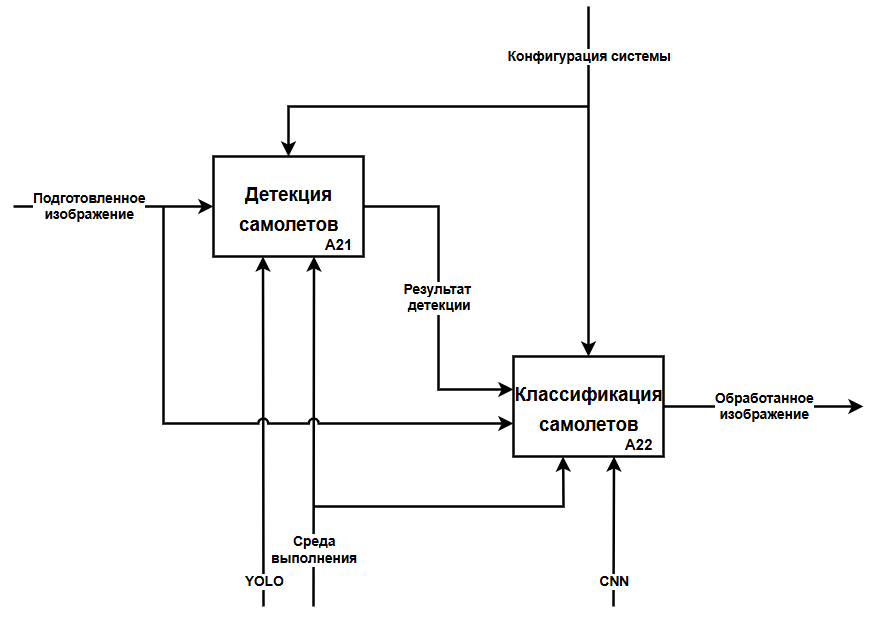 Конфигурация системы
Детекция
самолетов
A21
Подготовленное
изображение
Результат
детекции
Классификация
самолетов
A22
Обработанное
изображение
Среда
выполнения
YOLO
CNN